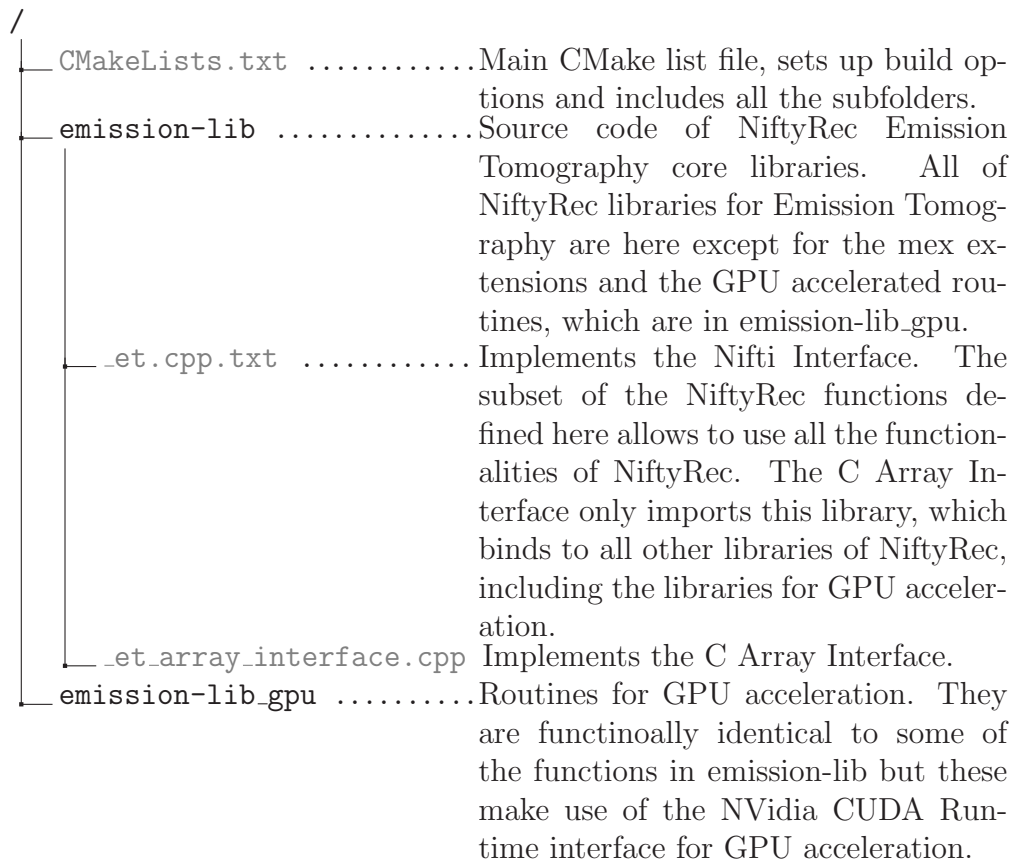 /
CMakeLists.txt ............Main CMake list file, sets up build op-
tions and includes all the subfolders.
emission-lib ..............Source code of NiftyRec Emission
Tomography core libraries. All of
NiftyRec libraries for Emission Tomog-
raphy are here except for the mex ex-
tensions and the GPU accelerated rou-
tines, which are in emission-lib_gpu.
_et.cpp.txt ............Implements the Nifti Interface. The
subset of the NiftyRec functions de-
fined here allows to use all the function-
alities of NiftyRec. The C Array In-
terface only imports this library, which
binds to all other libraries of NiftyRec,
including the libraries for GPU acceler-
ation.
_et_array_interface.cpp Implements the C Array Interface.
emission-lib_gpu ..........Routines for GPU acceleration. They
are functinoally identical to some of
the functions in emission-lib but these
make use of the NVidia CUDA Run-
time interface for GPU acceleration.